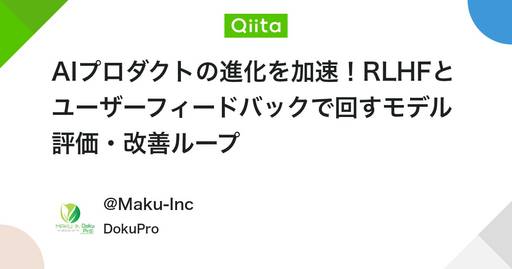 Qiita
AIプロダクトの進化を加速！RLHFと
ユーザーフィードバックで回すモデル
評価・改善ループ
@Maku-Inc
DokuPro